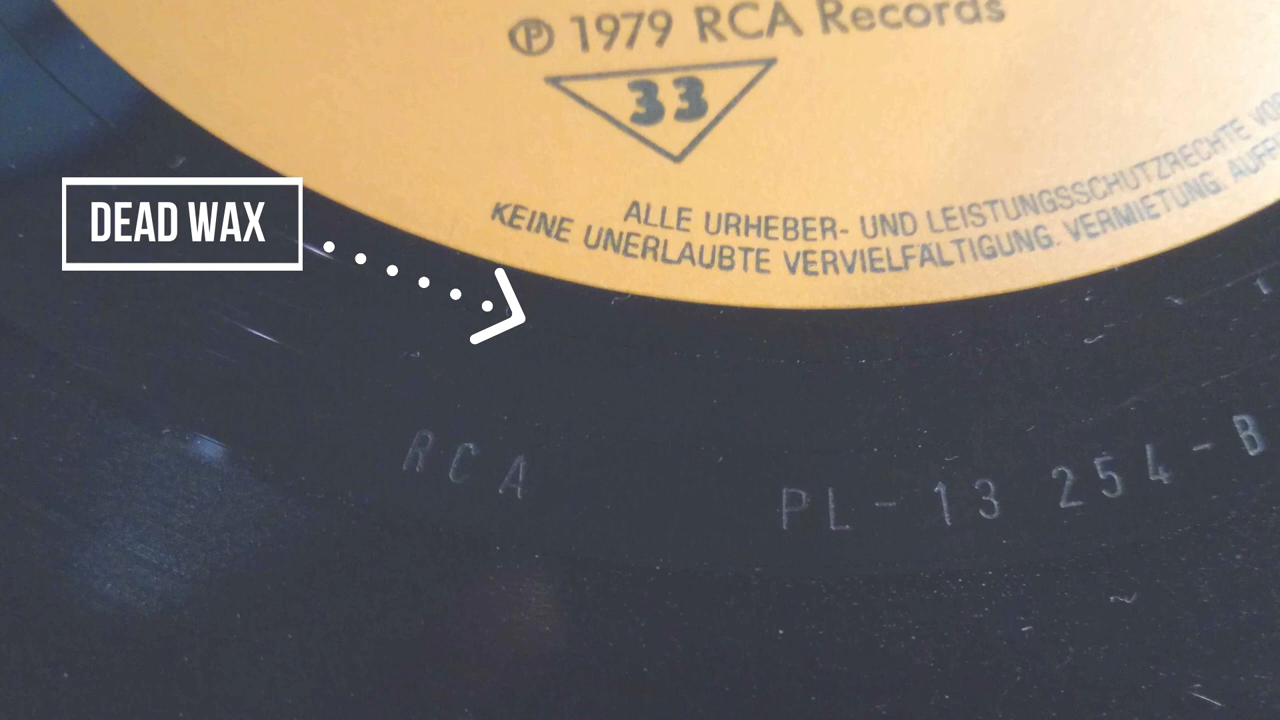 ℗ 1979 RCA Records
33
ALLE URHEBER- UND LEISTUNGSSCHUTZRECHTE
KEINE UNERLAUBTE VERVIELFÄLTIGUNG. VERMIETUNG.
DEAD WAX
RCA PL-13 254-B